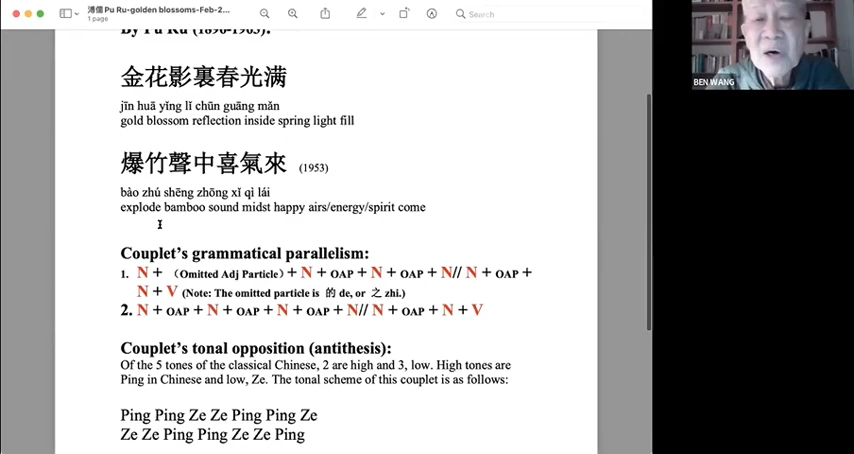 溥儒 Pu Ru-golden blossoms-Feb-2...
1 page
Search
By Pu Ru (1896-1963):
金花影裏春光满
jīn huā yǐng lǐ chūn guāng mǎn
gold blossom reflection inside spring light fill
爆竹聲中喜氣來 (1953)
bào zhú shēng zhōng xǐ qì lái
explode bamboo sound midst happy airs/energy/spirit come
Couplet's grammatical parallelism:
1. N + （Omitted Adj Particle）+ N + OAP + N + OAP + N// N + OAP +
N + V (Note: The omitted particle is 的 de, or 之 zhi.)
2. N + OAP + N + OAP + N + OAP + N// N + OAP + N + V
Couplet's tonal opposition (antithesis):
Of the 5 tones of the classical Chinese, 2 are high and 3, low. High tones are
Ping in Chinese and low, Ze. The tonal scheme of this couplet is as follows:
Ping Ping Ze Ze Ping Ping Ze
Ze Ze Ping Ping Ze Ze Ping
BEN WANG